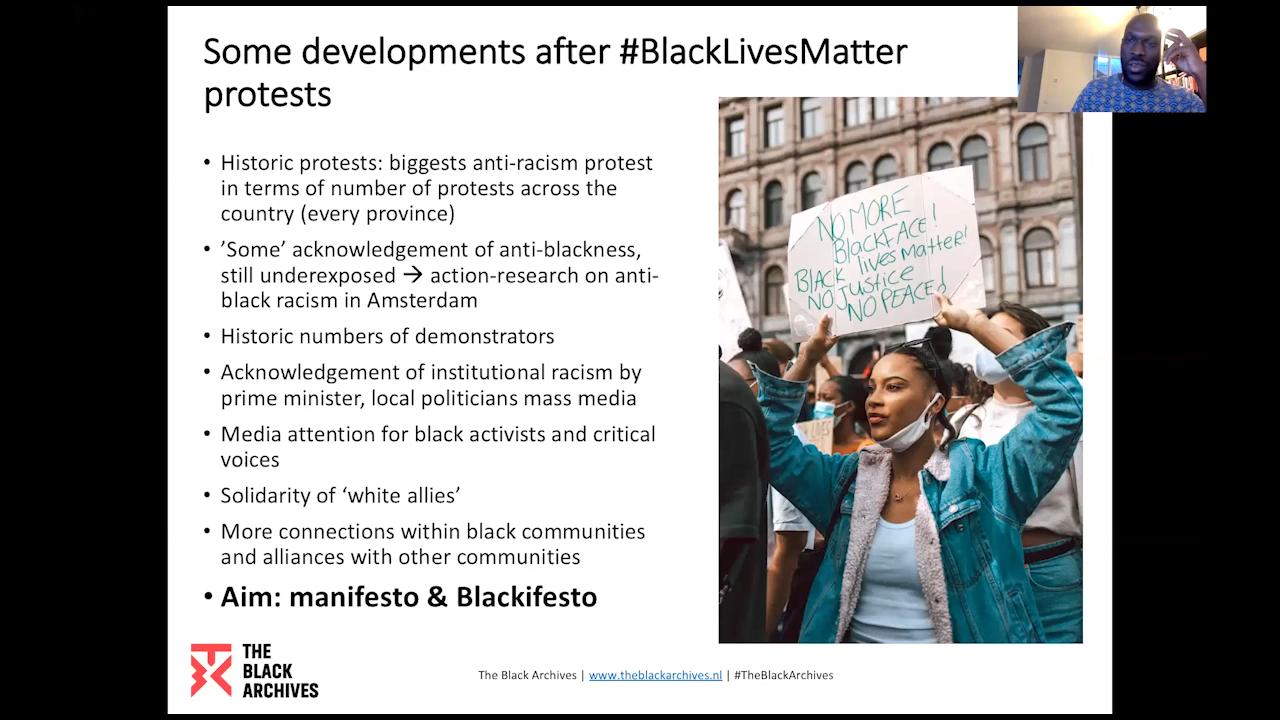 Some developments after #BlackLivesMatter
protests
• Historic protests: biggests anti-racism protest
in terms of number of protests across the
country (every province)
• ’Some’ acknowledgement of anti-blackness,
still underexposed → action-research on anti-
black racism in Amsterdam
• Historic numbers of demonstrators
• Acknowledgement of institutional racism by
prime minister, local politicians mass media
• Media attention for black activists and critical
voices
• Solidarity of ‘white allies’
• More connections within black communities
and alliances with other communities
• Aim: manifesto & Blackifesto
NO MORE
BLACKFACE!
BLACK lives matter!
NO JUSTICE
NO PEACE!
THE
BLACK
ARCHIVES
The Black Archives | www.theblackarchives.nl | #TheBlackArchives